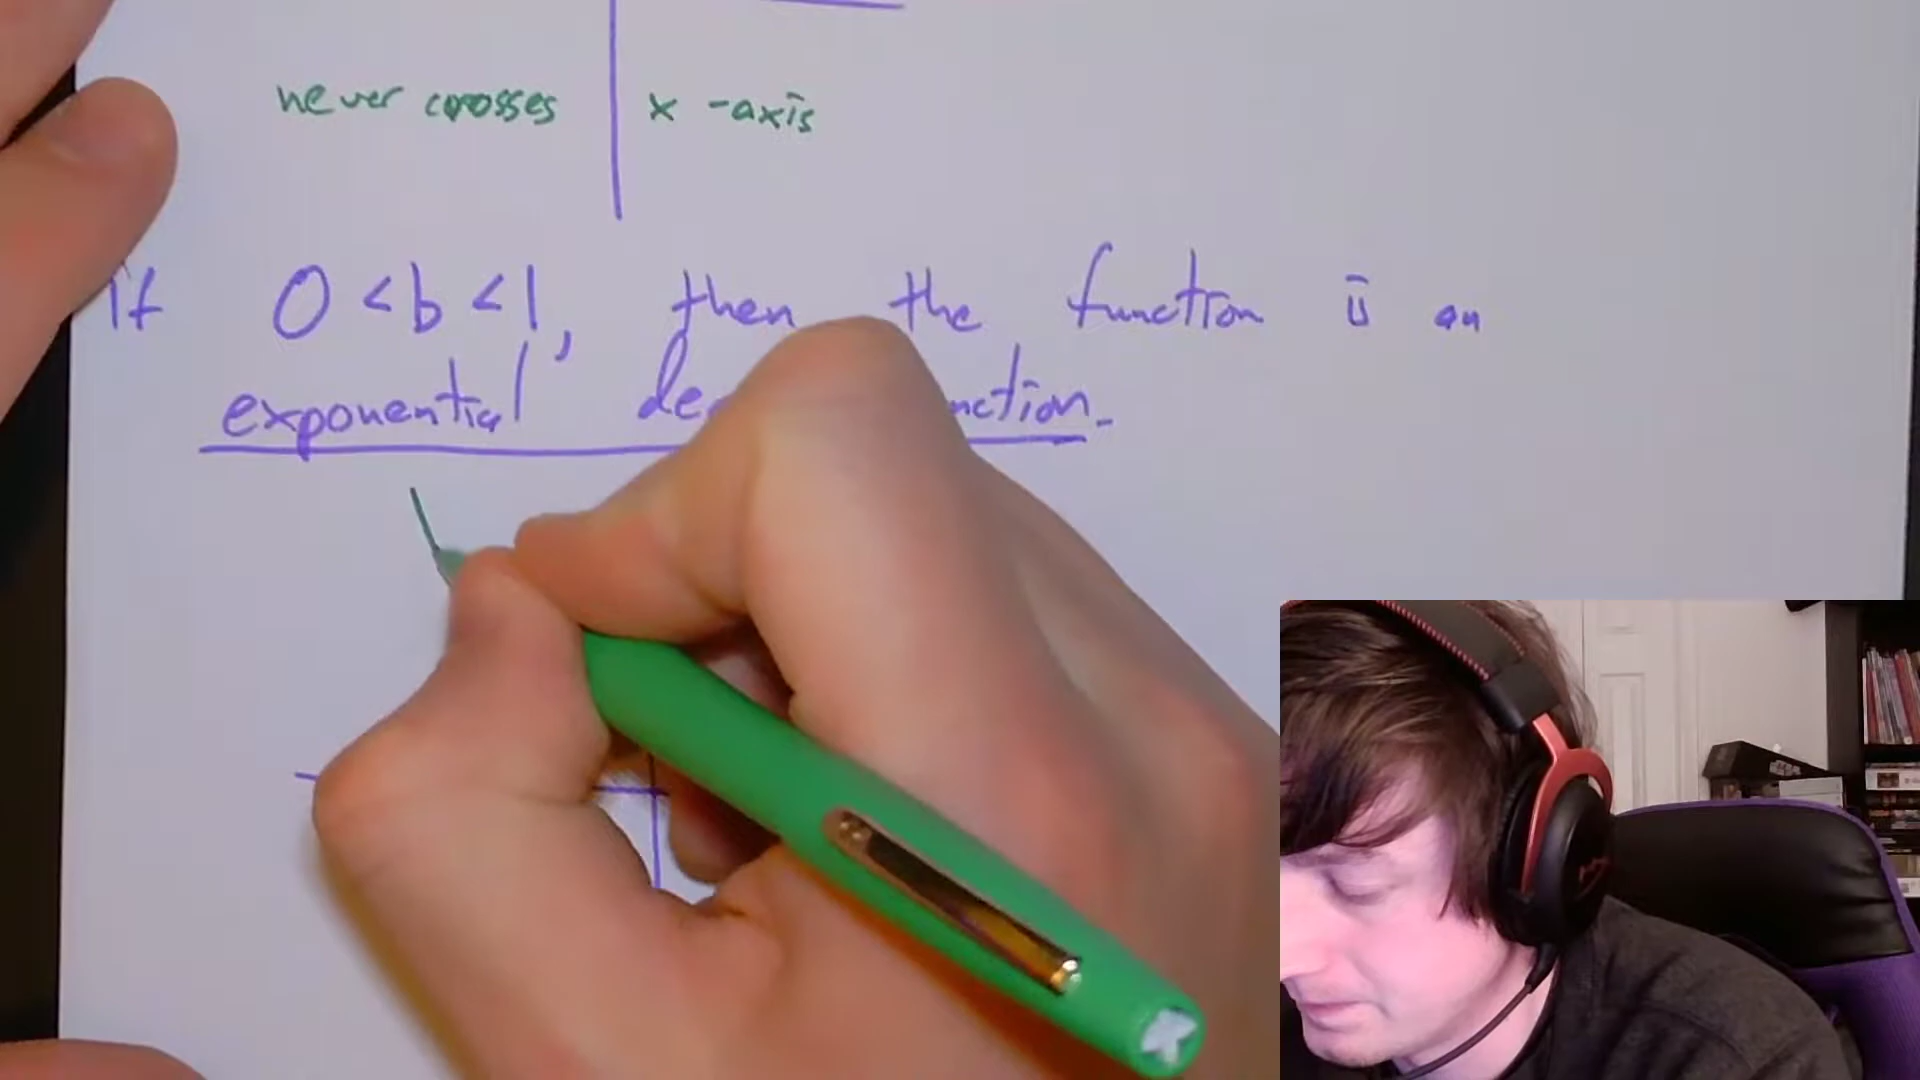 never crosses x -axis
If 0 < b < 1, then the function is an
exponential